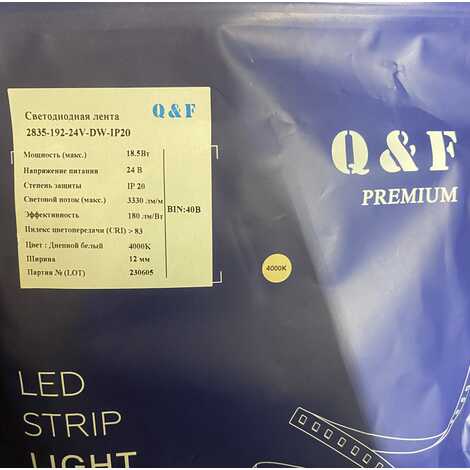 Светодиодная лента Q & F
2835-192-24V-DW-IP20
Мощность (макс.) 18.5Вт
Напряжение питания 24 В
Степень защиты IP 20
Световой поток (макс.) 3330 лм/м
Эффективность 180 лм/Вт
BIN:40B
Индекс цветопередачи (CRI) > 83
Цвет : Дневной белый 4000K
Ширина 12 мм
Партия № (LOT) 230605
Q & F
PREMIUM
4000K
LED
STRIP
LIGHT